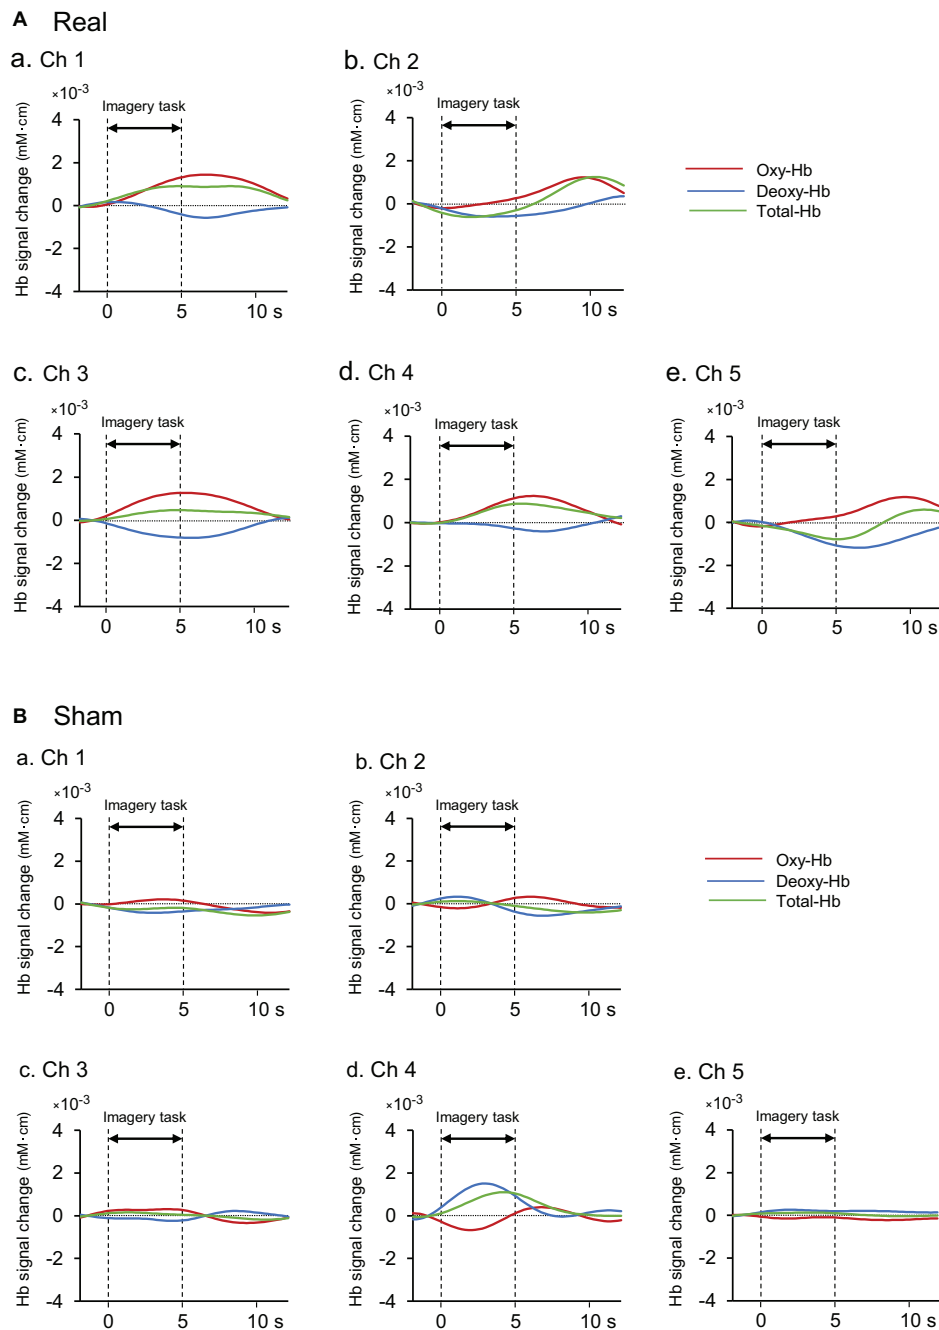 A Real
a. Ch 1
×10-3
Imagery task
Hb signal change (mM·cm)
4
2
0
-2
-4
0 5 10 s
b. Ch 2
×10-3
Imagery task
Hb signal change (mM·cm)
4
2
0
-2
-4
0 5 10 s
Oxy-Hb
Deoxy-Hb
Total-Hb
c. Ch 3
×10-3
Imagery task
Hb signal change (mM·cm)
4
2
0
-2
-4
0 5 10 s
d. Ch 4
×10-3
Imagery task
Hb signal change (mM·cm)
4
2
0
-2
-4
0 5 10 s
e. Ch 5
×10-3
Imagery task
Hb signal change (mM·cm)
4
2
0
-2
-4
0 5 10 s
B Sham
a. Ch 1
×10-3
Imagery task
Hb signal change (mM·cm)
4
2
0
-2
-4
0 5 10 s
b. Ch 2
×10-3
Imagery task
Hb signal change (mM·cm)
4
2
0
-2
-4
0 5 10 s
Oxy-Hb
Deoxy-Hb
Total-Hb
c. Ch 3
×10-3
Imagery task
Hb signal change (mM·cm)
4
2
0
-2
-4
0 5 10 s
d. Ch 4
×10-3
Imagery task
Hb signal change (mM·cm)
4
2
0
-2
-4
0 5 10 s
e. Ch 5
×10-3
Imagery task
Hb signal change (mM·cm)
4
2
0
-2
-4
0 5 10 s